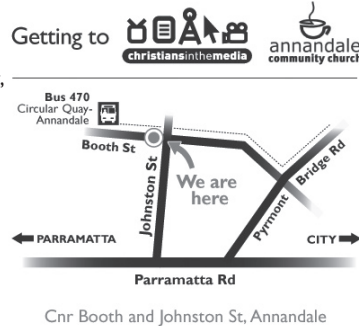 Getting to
christiansinthemedia
annandale
community church
,
Bus 470
Circular Quay-
Annandale
Booth St
Johnston St
We are
here
Pyrmont Bridge Rd
PARRAMATTA
CITY
Parramatta Rd
Cnr Booth and Johnston St, Annandale